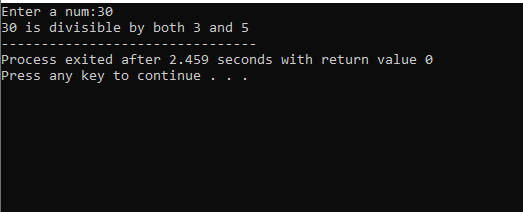 Enter a num:30
30 is divisible by both 3 and 5
--------------------------------
Process exited after 2.459 seconds with return value 0
Press any key to continue . . .